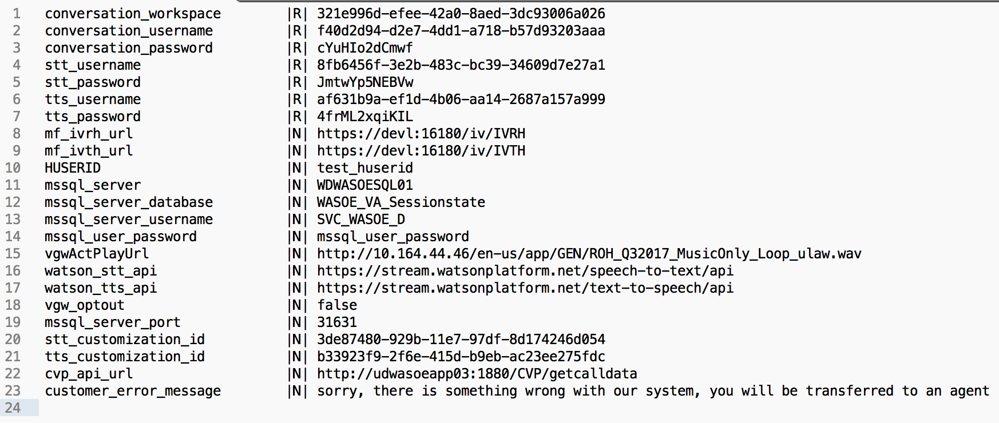 1 conversation_workspace |R| 321e996d-efee-42a0-8aed-3dc93006a026
2 conversation_username |R| f40d2d94-d2e7-4dd1-a718-b57d93203aaa
3 conversation_password |R| cYuHIo2dCmwf
4 stt_username |R| 8fb6456f-3e2b-483c-bc39-34609d7e27a1
5 stt_password |R| JmtwYp5NEBVw
6 tts_username |R| af631b9a-ef1d-4b06-aa14-2687a157a999
7 tts_password |R| 4frML2xqiKIL
8 mf_ivrh_url |N| https://devl:16180/iv/IVRH
9 mf_ivth_url |N| https://devl:16180/iv/IVTH
10 HUSERID |N| test_huserid
11 mssql_server |N| WDWASOESQL01
12 mssql_server_database |N| WASOE_VA_Sessionstate
13 mssql_server_username |N| SVC_WASOE_D
14 mssql_user_password |N| mssql_user_password
15 vgwActPlayUrl |N| http://10.164.44.46/en-us/app/GEN/ROH_Q32017_MusicOnly_Loop_ulaw.wav
16 watson_stt_api |N| https://stream.watsonplatform.net/speech-to-text/api
17 watson_tts_api |N| https://stream.watsonplatform.net/text-to-speech/api
18 vgw_optout |N| false
19 mssql_server_port |N| 31631
20 stt_customization_id |N| 3de87480-929b-11e7-97df-8d174246d054
21 tts_customization_id |N| b33923f9-2f6e-415d-b9eb-ac23ee275fdc
22 cvp_api_url |N| http://udwasoeapp03:1880/CVP/getcalldata
23 customer_error_message |N| sorry, there is something wrong with our system, you will be transferred to an agent
24